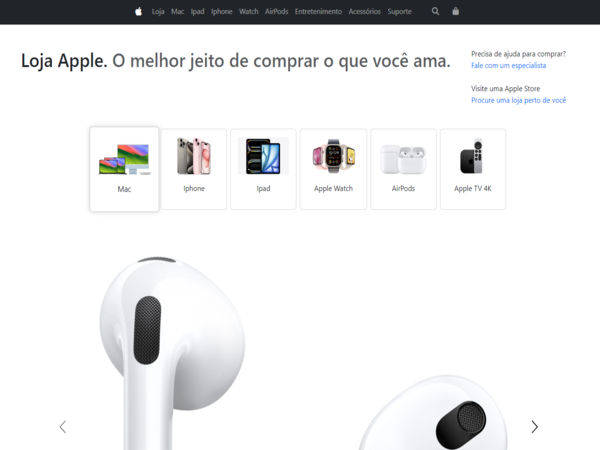 Loja Mac Ipad Iphone Watch AirPods Entretenimento Acessórios Suporte
Loja Apple. O melhor jeito de comprar o que você ama.
Precisa de ajuda para comprar?
Fale com um especialista
Visite uma Apple Store
Procure uma loja perto de você
Mac
Iphone
Ipad
Apple Watch
AirPods
Apple TV 4K